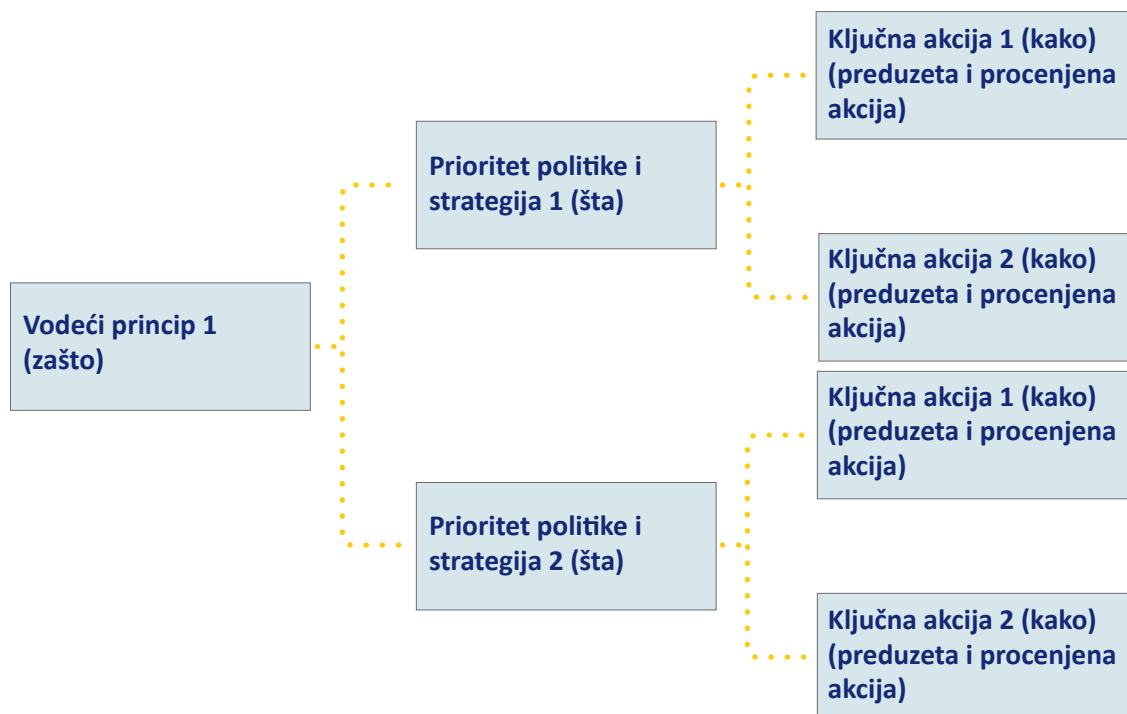 Vodeći princip 1
(zašto)
Prioritet politike i
strategija 1 (šta)
Ključna akcija 1 (kako)
(preduzeta i procenjena
akcija)
Ključna akcija 2 (kako)
(preduzeta i procenjena
akcija)
Prioritet politike i
strategija 2 (šta)
Ključna akcija 1 (kako)
(preduzeta i procenjena
akcija)
Ključna akcija 2 (kako)
(preduzeta i procenjena
akcija)